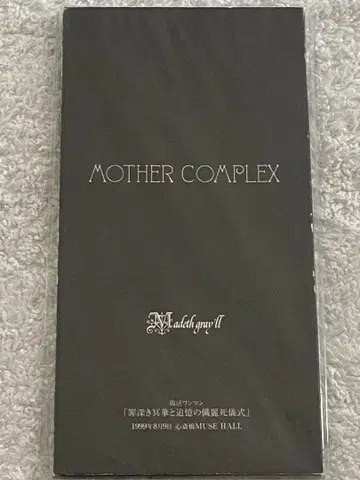 MOTHER COMPLEX
Madeth gray'll
復活ワンマン
「罪深き冥華と追憶の儀麗死儀式」
1999年8月9日 心斎橋MUSE HALL